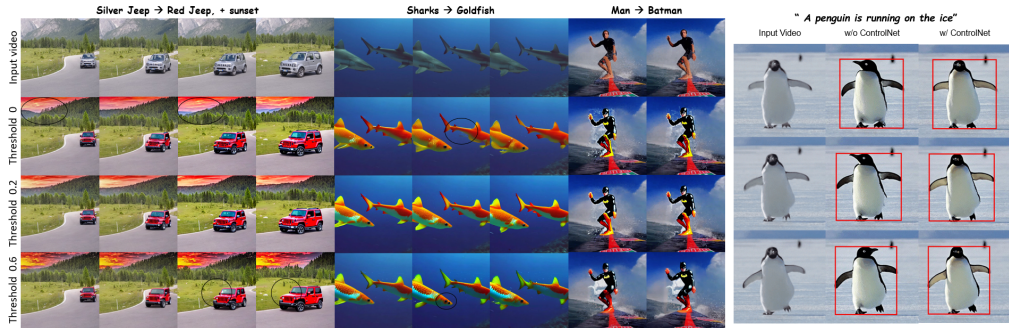 Silver Jeep → Red Jeep, + sunset
Sharks → Goldfish
Man → Batman
Input video
Threshold 0
Threshold 0.2
Threshold 0.6
“ A penguin is running on the ice”
Input Video
w/o ControlNet
w/ ControlNet